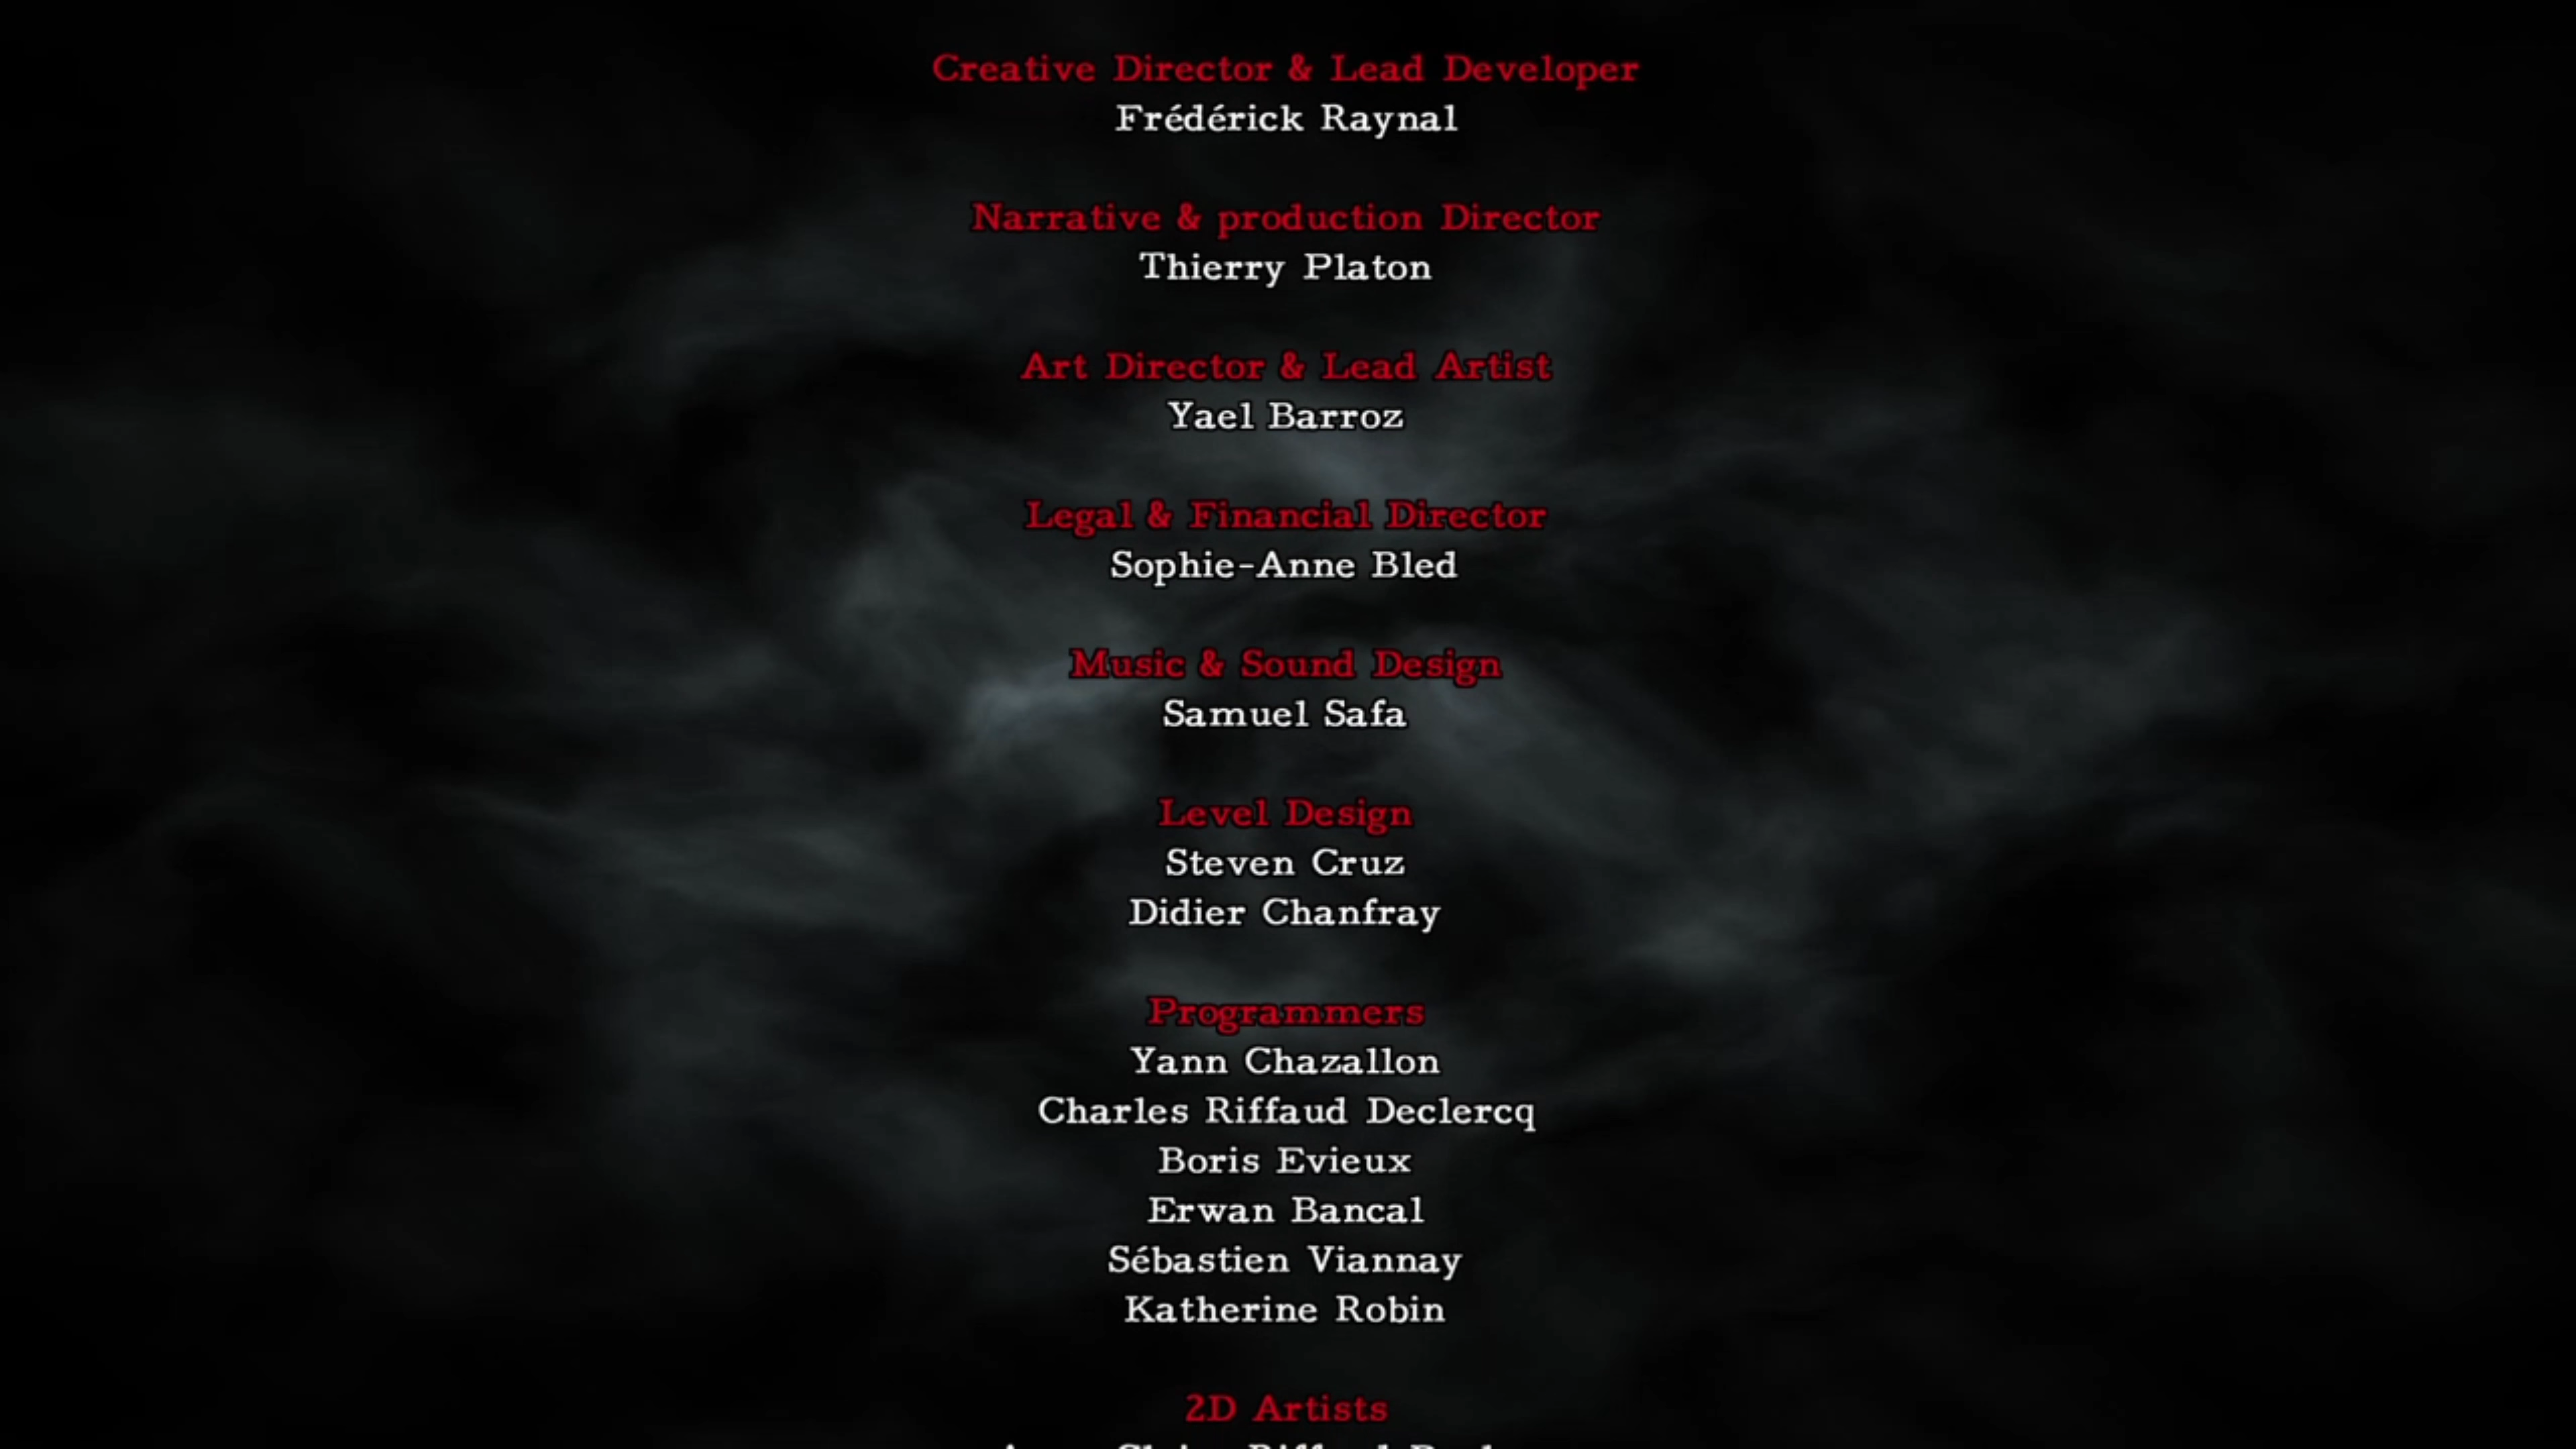 Creative Director & Lead Developer
Frédérick Raynal
Narrative & production Director
Thierry Platon
Art Director & Lead Artist
Yael Barroz
Legal & Financial Director
Sophie-Anne Bled
Music & Sound Design
Samuel Safa
Level Design
Steven Cruz
Didier Chanfray
Programmers
Yann Chazallon
Charles Riffaud Declercq
Boris Evieux
Erwan Bancal
Sébastien Viannay
Katherine Robin
2D Artists